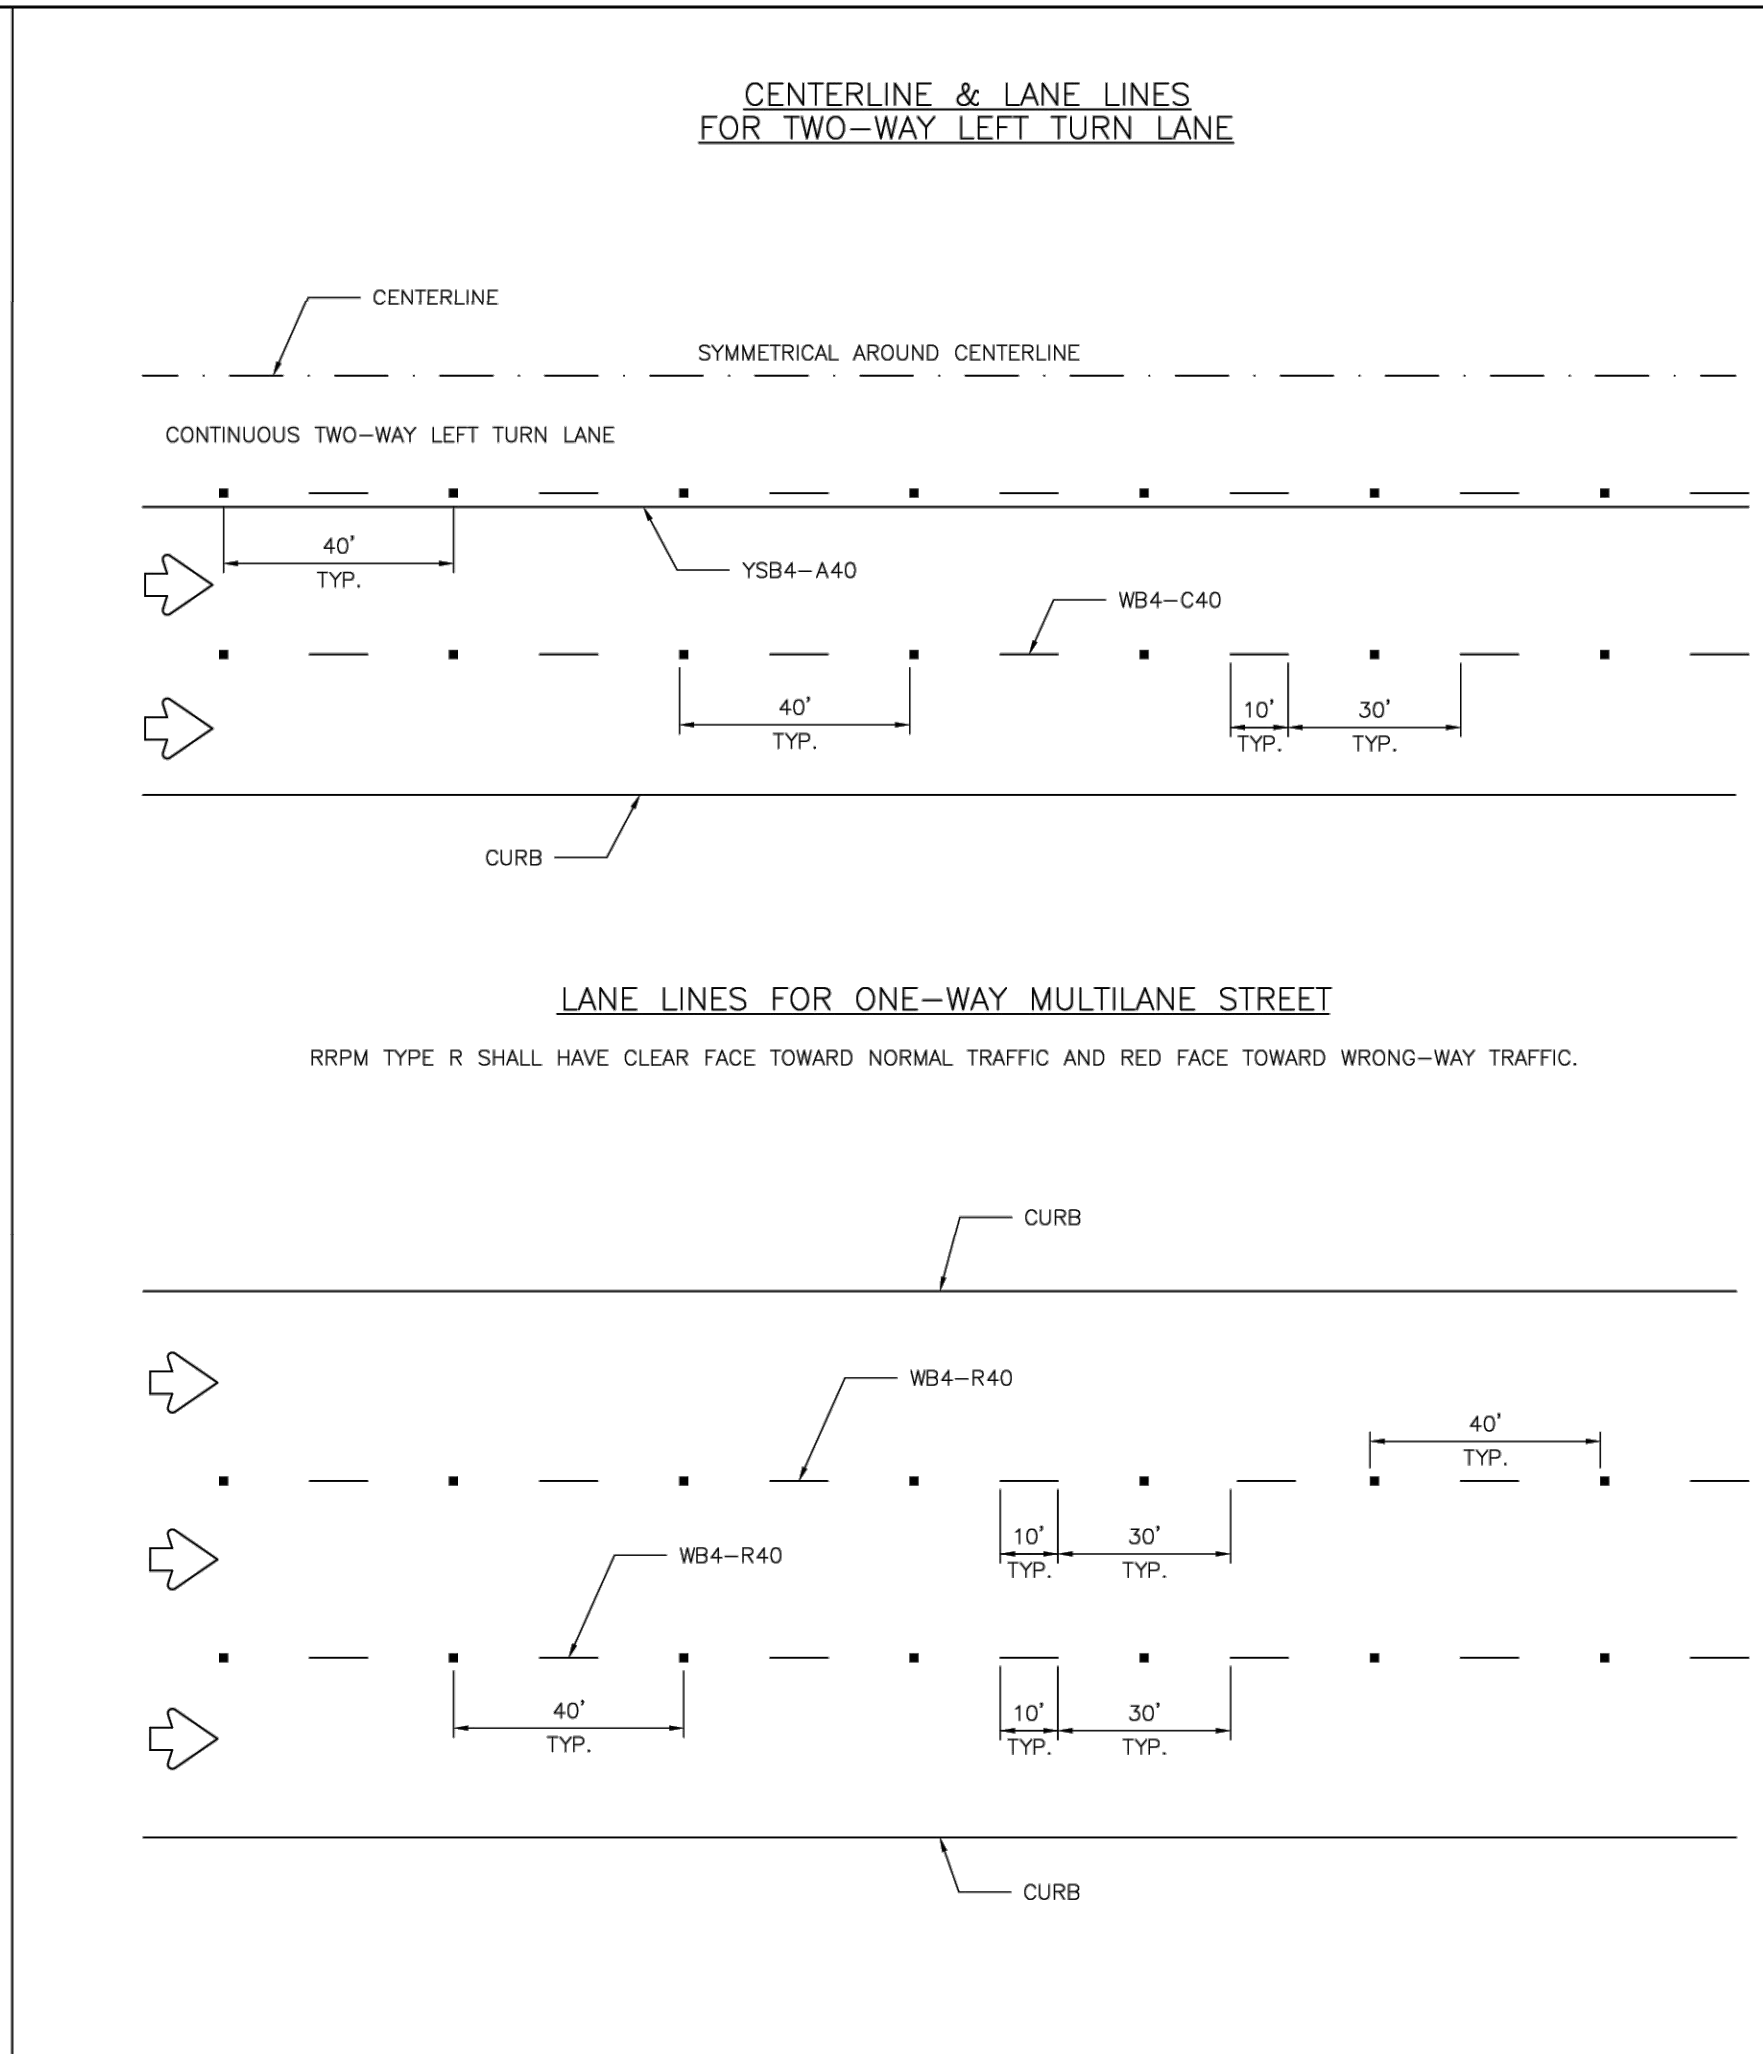 CENTERLINE & LANE LINES
FOR TWO-WAY LEFT TURN LANE
CENTERLINE
SYMMETRICAL AROUND CENTERLINE
CONTINUOUS TWO-WAY LEFT TURN LANE
40'
TYP.
YSB4-A40
WB4-C40
40'
TYP.
10'
TYP.
30'
TYP.
CURB
LANE LINES FOR ONE-WAY MULTILANE STREET
RRPM TYPE R SHALL HAVE CLEAR FACE TOWARD NORMAL TRAFFIC AND RED FACE TOWARD WRONG-WAY TRAFFIC.
CURB
WB4-R40
40'
TYP.
10'
TYP.
30'
TYP.
WB4-R40
40'
TYP.
10'
TYP.
30'
TYP.
CURB